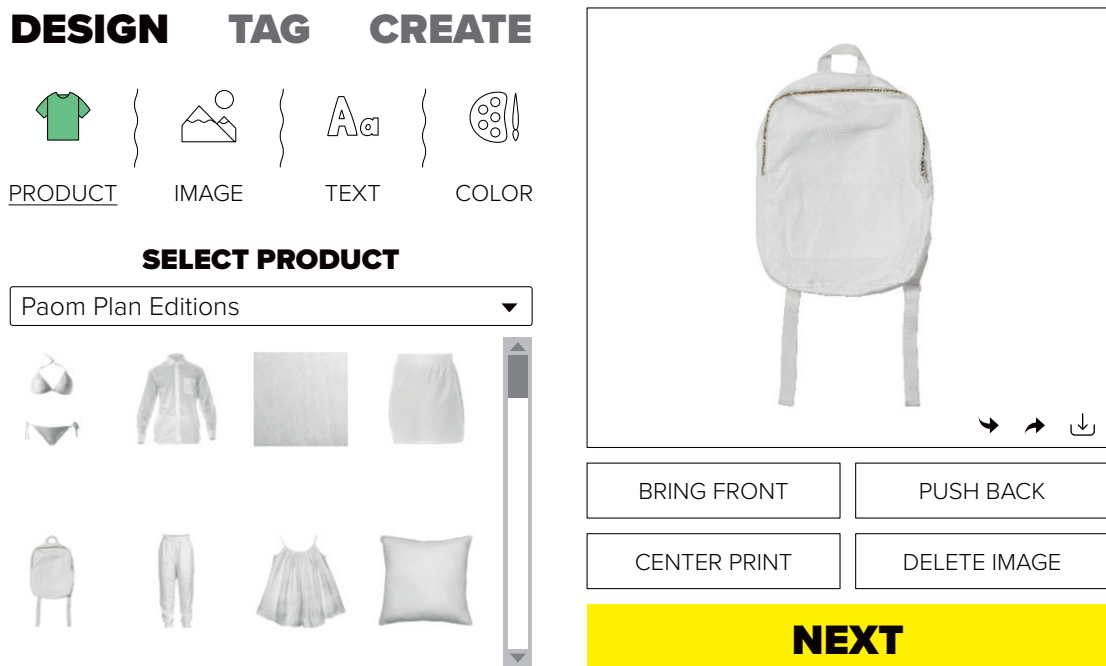 DESIGN TAG CREATE
Aa
PRODUCT IMAGE TEXT COLOR
SELECT PRODUCT
Paom Plan Editions
BRING FRONT PUSH BACK
CENTER PRINT DELETE IMAGE
NEXT